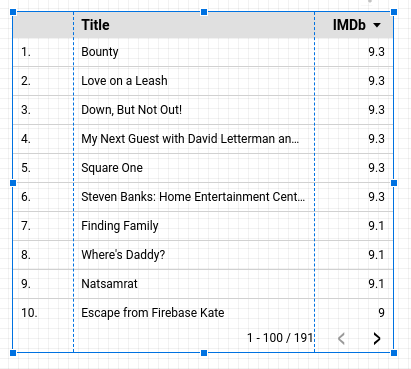 Title IMDb
1. Bounty 9.3
2. Love on a Leash 9.3
3. Down, But Not Out! 9.3
4. My Next Guest with David Letterman an... 9.3
5. Square One 9.3
6. Steven Banks: Home Entertainment Cent... 9.3
7. Finding Family 9.1
8. Where's Daddy? 9.1
9. Natsamrat 9.1
10. Escape from Firebase Kate 9
1 - 100 / 191 < >